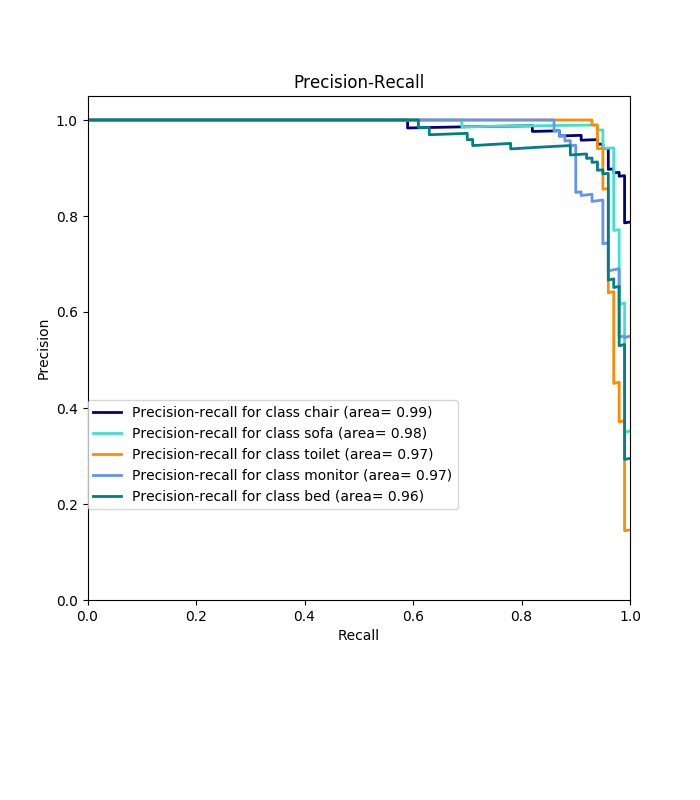 Precision-Recall
1.0
0.8
0.6
0.4
0.2
0.0
Precision
Precision-recall for class chair (area= 0.99)
Precision-recall for class sofa (area= 0.98)
Precision-recall for class toilet (area= 0.97)
Precision-recall for class monitor (area= 0.97)
Precision-recall for class bed (area= 0.96)
0.0 0.2 0.4 0.6 0.8 1.0
Recall